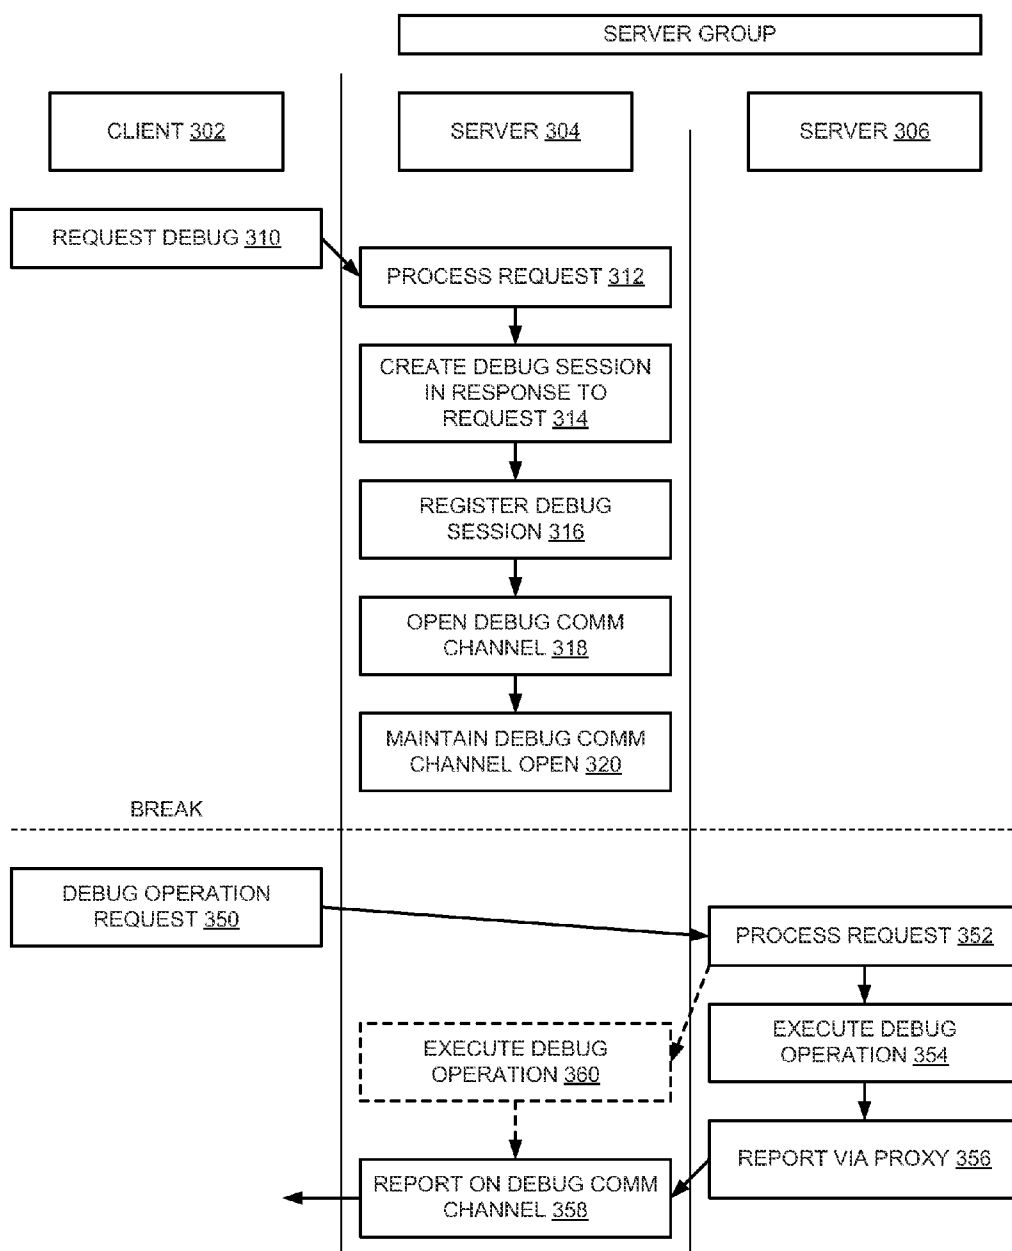 SERVER GROUP
CLIENT 302
SERVER 304
SERVER 306
REQUEST DEBUG 310
PROCESS REQUEST 312
CREATE DEBUG SESSION
IN RESPONSE TO
REQUEST 314
REGISTER DEBUG
SESSION 316
OPEN DEBUG COMM
CHANNEL 318
MAINTAIN DEBUG COMM
CHANNEL OPEN 320
BREAK
DEBUG OPERATION
REQUEST 350
PROCESS REQUEST 352
EXECUTE DEBUG
OPERATION 354
EXECUTE DEBUG
OPERATION 360
REPORT VIA PROXY 356
REPORT ON DEBUG COMM
CHANNEL 358